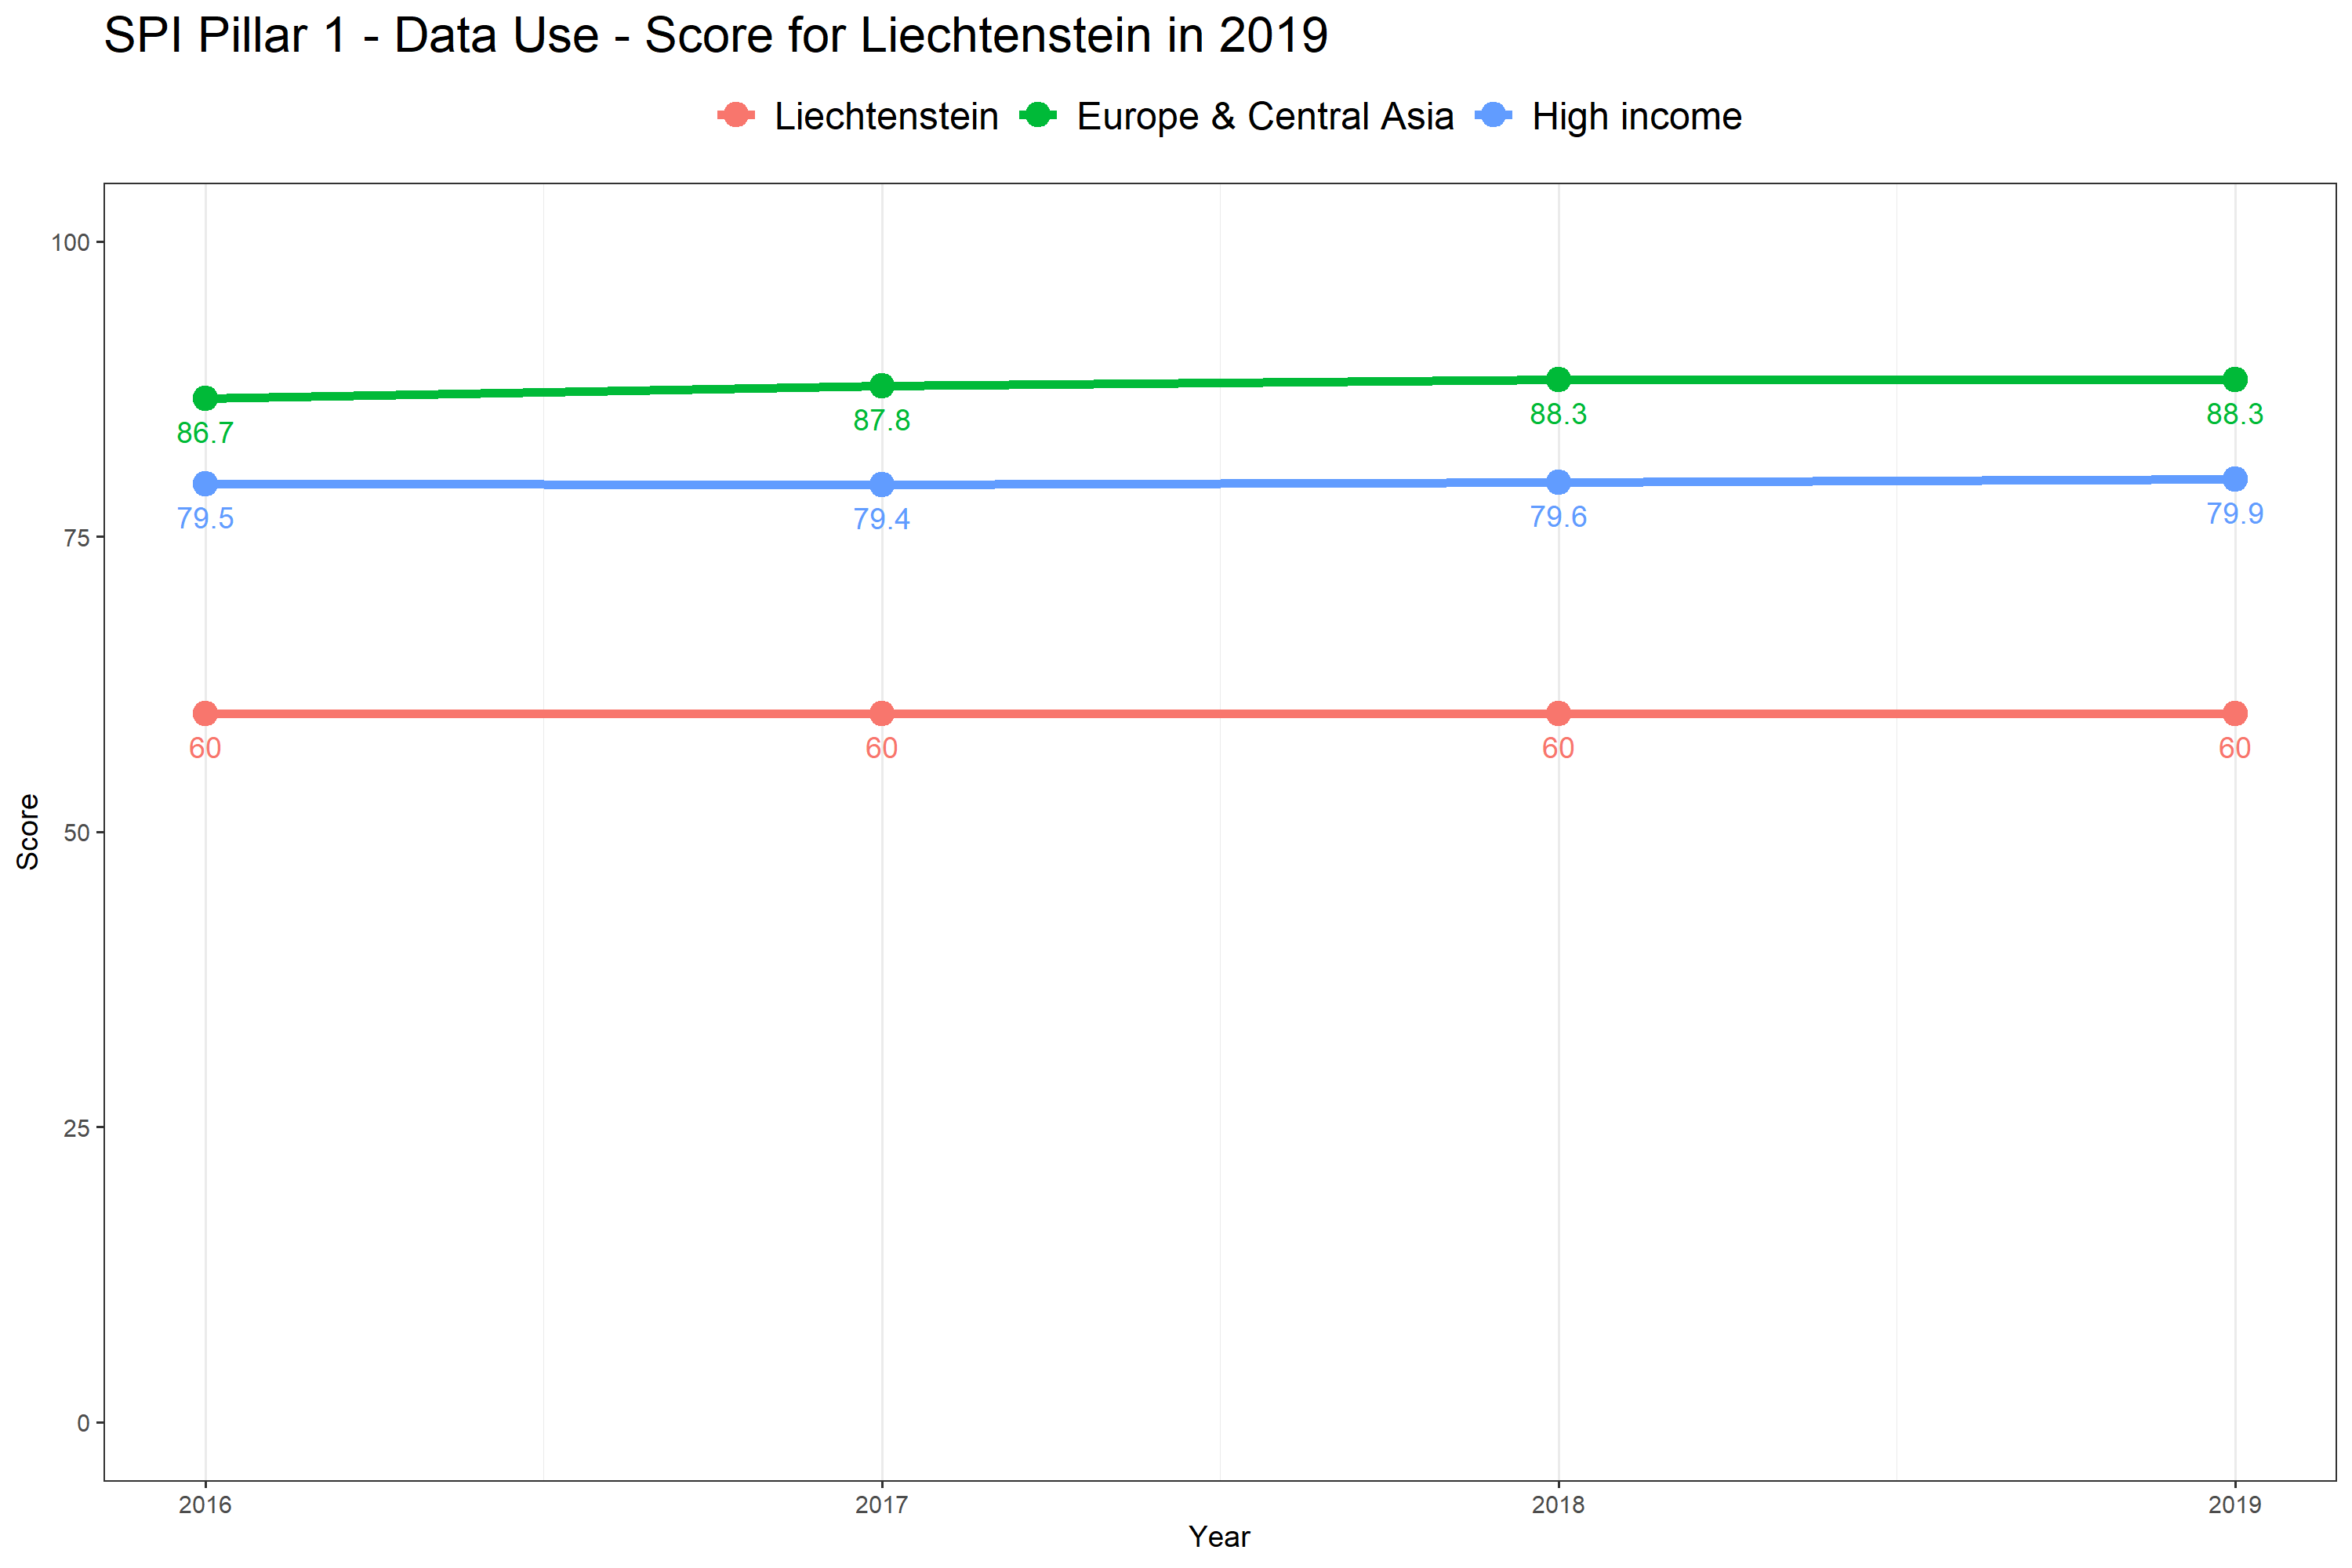 SPI Pillar 1 - Data Use - Score for Liechtenstein in 2019
Liechtenstein Europe & Central Asia High income
100
75
50
25
0
Score
86.7 87.8 88.3 88.3
79.5 79.4 79.6 79.9
60 60 60 60
2016 2017 2018 2019
Year